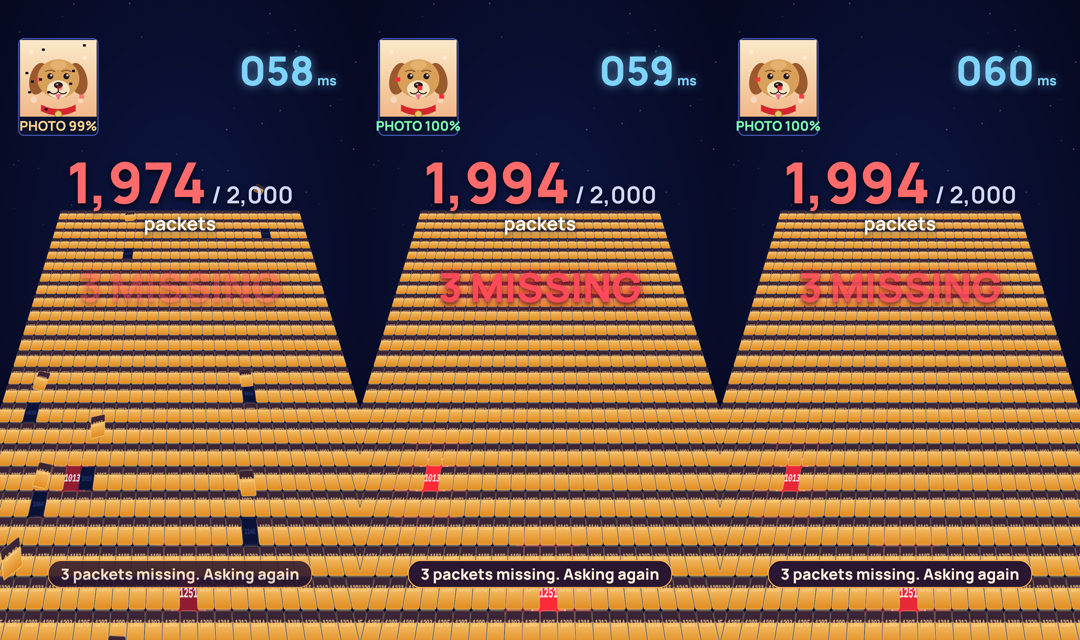 058 ms
PHOTO 99%
1,974 / 2,000
packets
3 MISSING
1013
3 packets missing. Asking again
1251
059 ms
PHOTO 100%
1,994 / 2,000
packets
3 MISSING
1013
3 packets missing. Asking again
1251
060 ms
PHOTO 100%
1,994 / 2,000
packets
3 MISSING
1013
3 packets missing. Asking again
1251